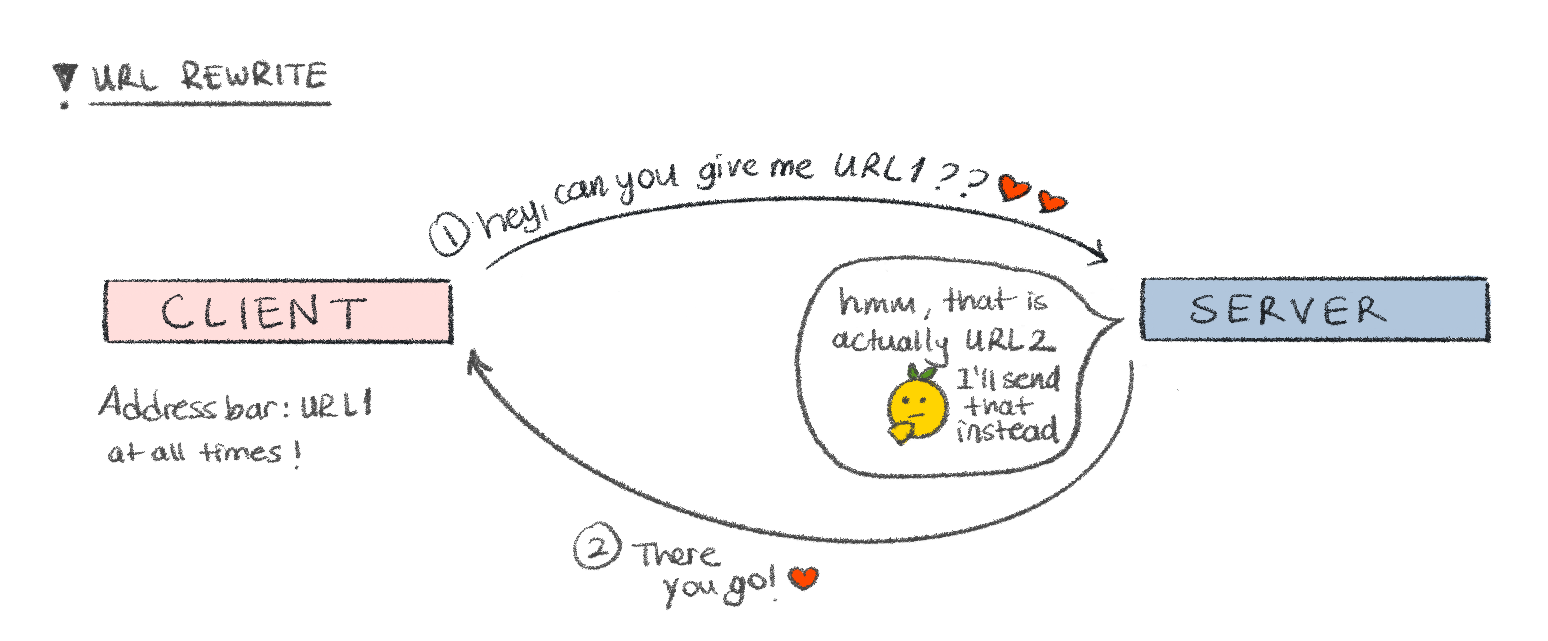 URL REWRITE
① hey, can you give me URL1??
CLIENT
SERVER
hmm, that is
actually URL2
I'll send
that
instead
Address bar: URL1
at all times!
② There
you go!